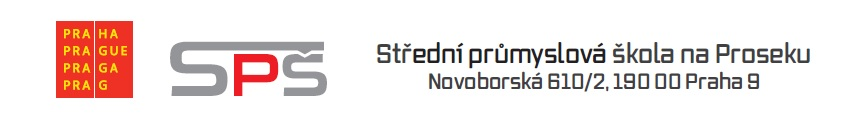 PRA HA
PRA GUE
PRA GA
PRA G
SPŠ
Střední průmyslová škola na Proseku
Novoborská 610/2, 190 00 Praha 9